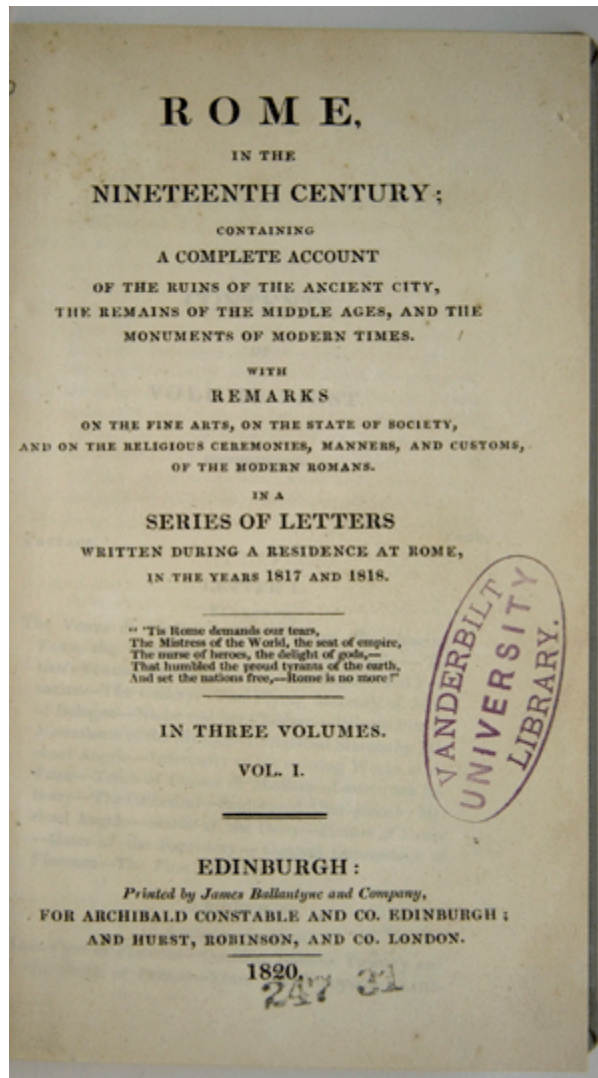 ROME,
IN THE
NINETEENTH CENTURY;
CONTAINING
A COMPLETE ACCOUNT
OF THE RUINS OF THE ANCIENT CITY,
THE REMAINS OF THE MIDDLE AGES, AND THE
MONUMENTS OF MODERN TIMES.
WITH
REMARKS
ON THE FINE ARTS, ON THE STATE OF SOCIETY,
AND ON THE RELIGIOUS CEREMONIES, MANNERS, AND CUSTOMS,
OF THE MODERN ROMANS.
IN A
SERIES OF LETTERS
WRITTEN DURING A RESIDENCE AT ROME,
IN THE YEARS 1817 AND 1818.
" 'Tis Rome demands our tears,
The Mistress of the World, the seat of empire,
The nurse of heroes, the delight of gods,—
That humbled the proud tyrants of the earth,
And set the nations free,—Rome is no more!"
IN THREE VOLUMES.
VOL. I.
VANDERBILT
UNIVERSITY
LIBRARY.
EDINBURGH:
Printed by James Ballantyne and Company,
FOR ARCHIBALD CONSTABLE AND CO. EDINBURGH;
AND HURST, ROBINSON, AND CO. LONDON.
1820.
247 31